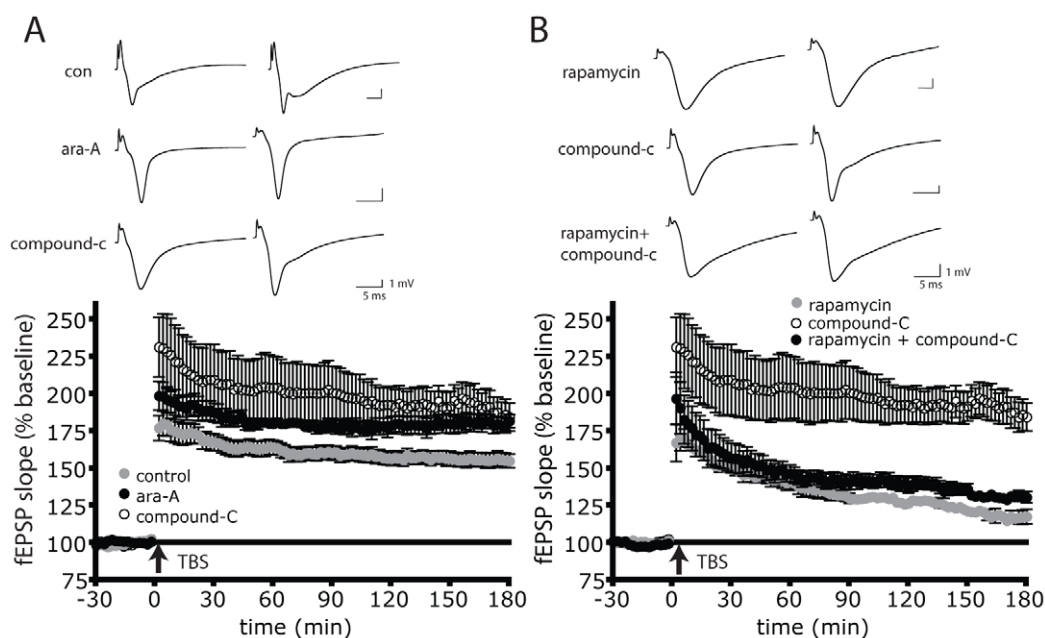 A
con
ara-A
compound-c
1 mV
5 ms
fEPSP slope (% baseline)
250
225
200
175
150
125
100
75
control
ara-A
compound-C
TBS
-30 0 30 60 90 120 150 180
time (min)
B
rapamycin
compound-c
rapamycin+
compound-c
1 mV
5 ms
rapamycin
compound-C
rapamycin + compound-C
fEPSP slope (% baseline)
250
225
200
175
150
125
100
75
TBS
-30 0 30 60 90 120 150 180
time (min)